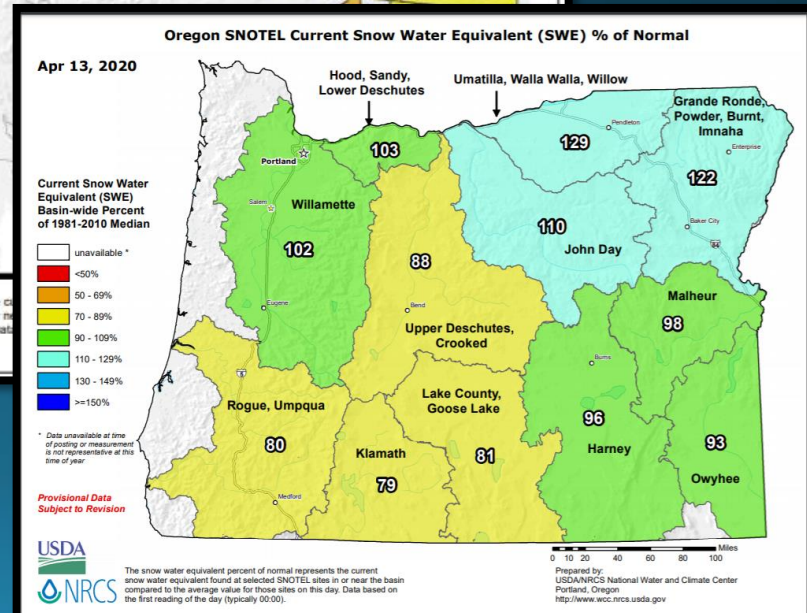 Oregon SNOTEL Current Snow Water Equivalent (SWE) % of Normal
Apr 13, 2020
Hood, Sandy,
Lower Deschutes
Umatilla, Walla Walla, Willow
Grande Ronde,
Powder, Burnt,
Imnaha
Pendleton
Enterprise
129
103
122
Portland
Current Snow Water
Equivalent (SWE)
Basin-wide Percent
of 1981-2010 Median
unavailable *
<50%
50 - 69%
70 - 89%
90 - 109%
110 - 129%
130 - 149%
>=150%
* Data unavailable at time
of posting or measurement
is not representative at this
time of year
Provisional Data
Subject to Revision
Salem
Willamette
102
Eugene
110
John Day
Baker City
84
88
Bend
Upper Deschutes,
Crooked
Malheur
98
Burns
5
Rogue, Umpqua
80
Medford
Lake County,
Goose Lake
81
Klamath
79
96
Harney
93
Owyhee
Miles
0 10 20 40 60 80 100
USDA
NRCS
The snow water equivalent percent of normal represents the current
snow water equivalent found at selected SNOTEL sites in or near the basin
compared to the average value for those sites on this day. Data based on
the first reading of the day (typically 00:00).
Prepared by:
USDA/NRCS National Water and Climate Center
Portland, Oregon
http://www.wcc.nrcs.usda.gov